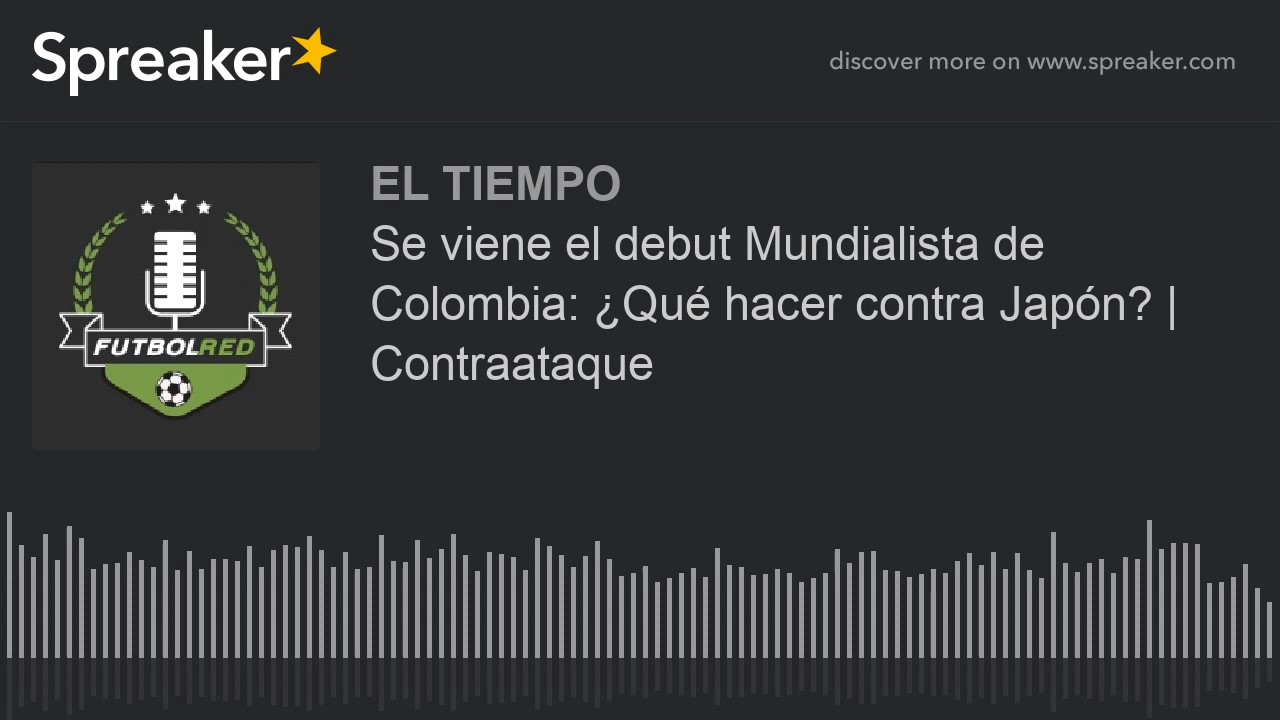 Spreaker
discover more on www.spreaker.com
EL TIEMPO
Se viene el debut Mundialista de
Colombia: ¿Qué hacer contra Japón? |
Contraataque
FUTBOLRED